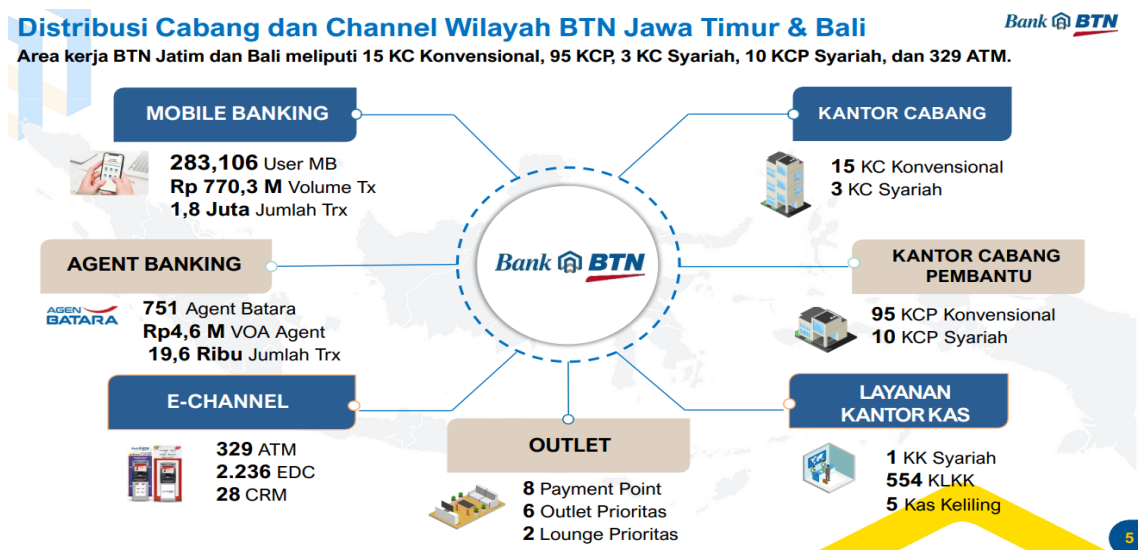 Distribusi Cabang dan Channel Wilayah BTN Jawa Timur & Bali
Bank BTN
Area kerja BTN Jatim dan Bali meliputi 15 KC Konvensional, 95 KCP, 3 KC Syariah, 10 KCP Syariah, dan 329 ATM.
MOBILE BANKING
283,106 User MB
Rp 770,3 M Volume Tx
1,8 Juta Jumlah Trx
KANTOR CABANG
15 KC Konvensional
3 KC Syariah
Bank BTN
AGENT BANKING
AGEN
BATARA
751 Agent Batara
Rp4,6 M VOA Agent
19,6 Ribu Jumlah Trx
KANTOR CABANG
PEMBANTU
95 KCP Konvensional
10 KCP Syariah
E-CHANNEL
329 ATM
2.236 EDC
28 CRM
OUTLET
8 Payment Point
6 Outlet Prioritas
2 Lounge Prioritas
LAYANAN
KANTOR KAS
1 KK Syariah
554 KLKK
5 Kas Keliling
5